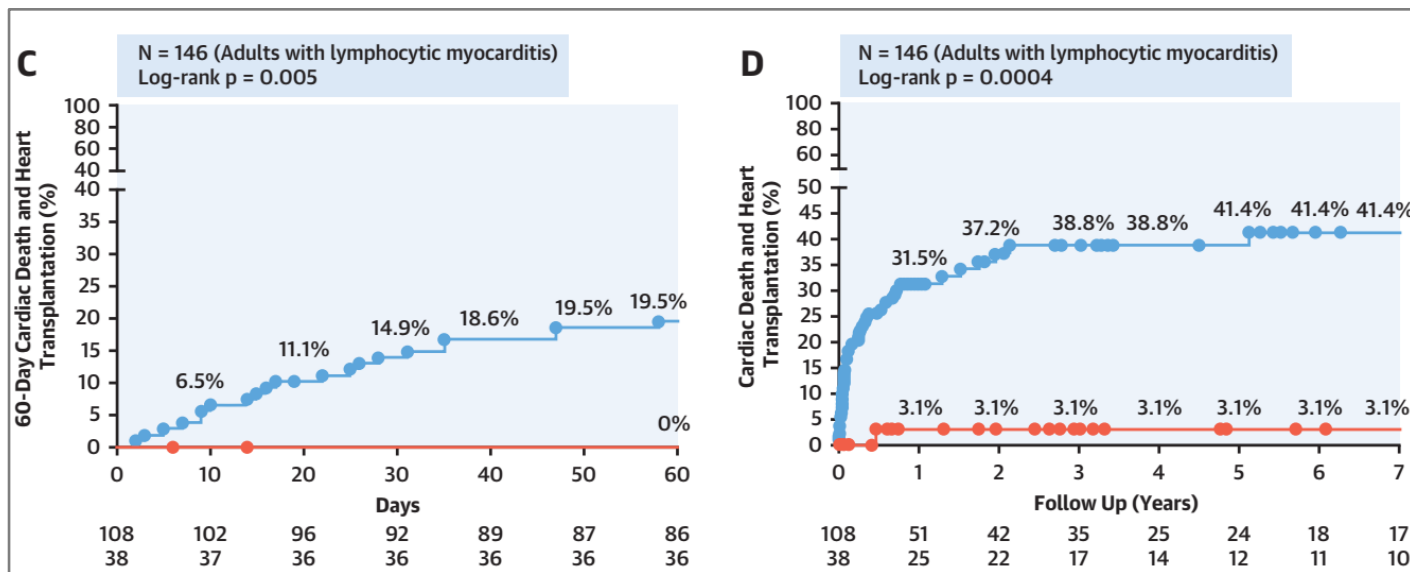 C
N = 146 (Adults with lymphocytic myocarditis)
Log-rank p = 0.005
60-Day Cardiac Death and Heart
Transplantation (%)
100
80
60
40
40
35
30
25
20
15
10
5
0
6.5%
11.1%
14.9%
18.6%
19.5%
19.5%
0%
0 10 20 30 40 50 60
Days
108 102 96 92 89 87 86
38 37 36 36 36 36 36
D
N = 146 (Adults with lymphocytic myocarditis)
Log-rank p = 0.0004
Cardiac Death and Heart
Transplantation (%)
100
80
60
50
45
40
35
30
25
20
15
10
5
0
31.5%
37.2%
38.8%
38.8%
41.4%
41.4%
41.4%
3.1% 3.1% 3.1% 3.1% 3.1% 3.1% 3.1%
0 1 2 3 4 5 6 7
Follow Up (Years)
108 51 42 35 25 24 18 17
38 25 22 17 14 12 11 10